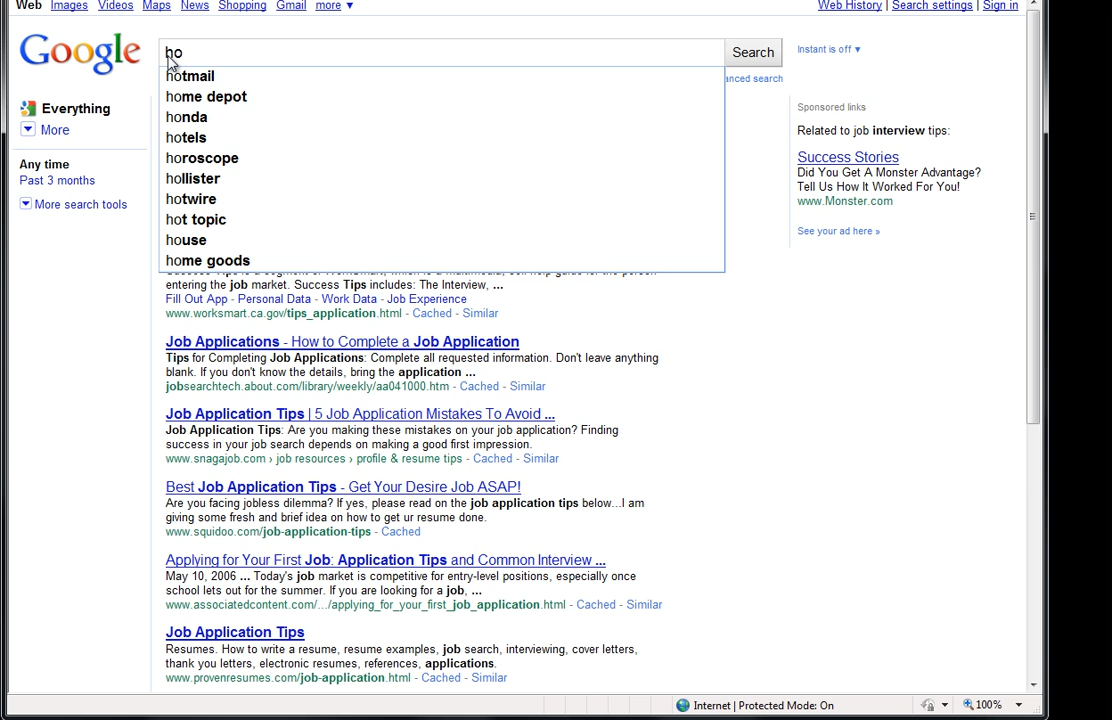 Web Images Videos Maps News Shopping Gmail more ▼
Web History | Search settings | Sign in
Google
ho
Search
Instant is off ▼
anced search
hotmail
home depot
honda
hotels
horoscope
hollister
hotwire
hot topic
house
home goods
Everything
More
Any time
Past 3 months
More search tools
Sponsored links
Related to job interview tips:
Success Stories
Did You Get A Monster Advantage?
Tell Us How It Worked For You!
www.Monster.com
See your ad here »
entering the job market. Success Tips includes: The Interview, ...
Fill Out App - Personal Data - Work Data - Job Experience
www.worksmart.ca.gov/tips_application.html - Cached - Similar
Job Applications - How to Complete a Job Application
Tips for Completing Job Applications: Complete all requested information. Don't leave anything
blank. If you don't know the details, bring the application ...
jobsearchtech.about.com/library/weekly/aa041000.htm - Cached - Similar
Job Application Tips | 5 Job Application Mistakes To Avoid ...
Job Application Tips: Are you making these mistakes on your job application? Finding
success in your job search depends on making a good first impression.
www.snagajob.com › job resources › profile & resume tips - Cached - Similar
Best Job Application Tips - Get Your Desire Job ASAP!
Are you facing jobless dilemma? If yes, please read on the job application tips below...I am
giving some fresh and brief idea on how to get ur resume done.
www.squidoo.com/job-application-tips - Cached
Applying for Your First Job: Application Tips and Common Interview ...
May 10, 2006 ... Today's job market is competitive for entry-level positions, especially once
school lets out for the summer. If you are looking for a job, ...
www.associatedcontent.com/.../applying_for_your_first_job_application.html - Cached - Similar
Job Application Tips
Resumes. How to write a resume, resume examples, job search, interviewing, cover letters,
thank you letters, electronic resumes, references, applications.
www.provenresumes.com/job-application.html - Cached - Similar
Internet | Protected Mode: On
100%